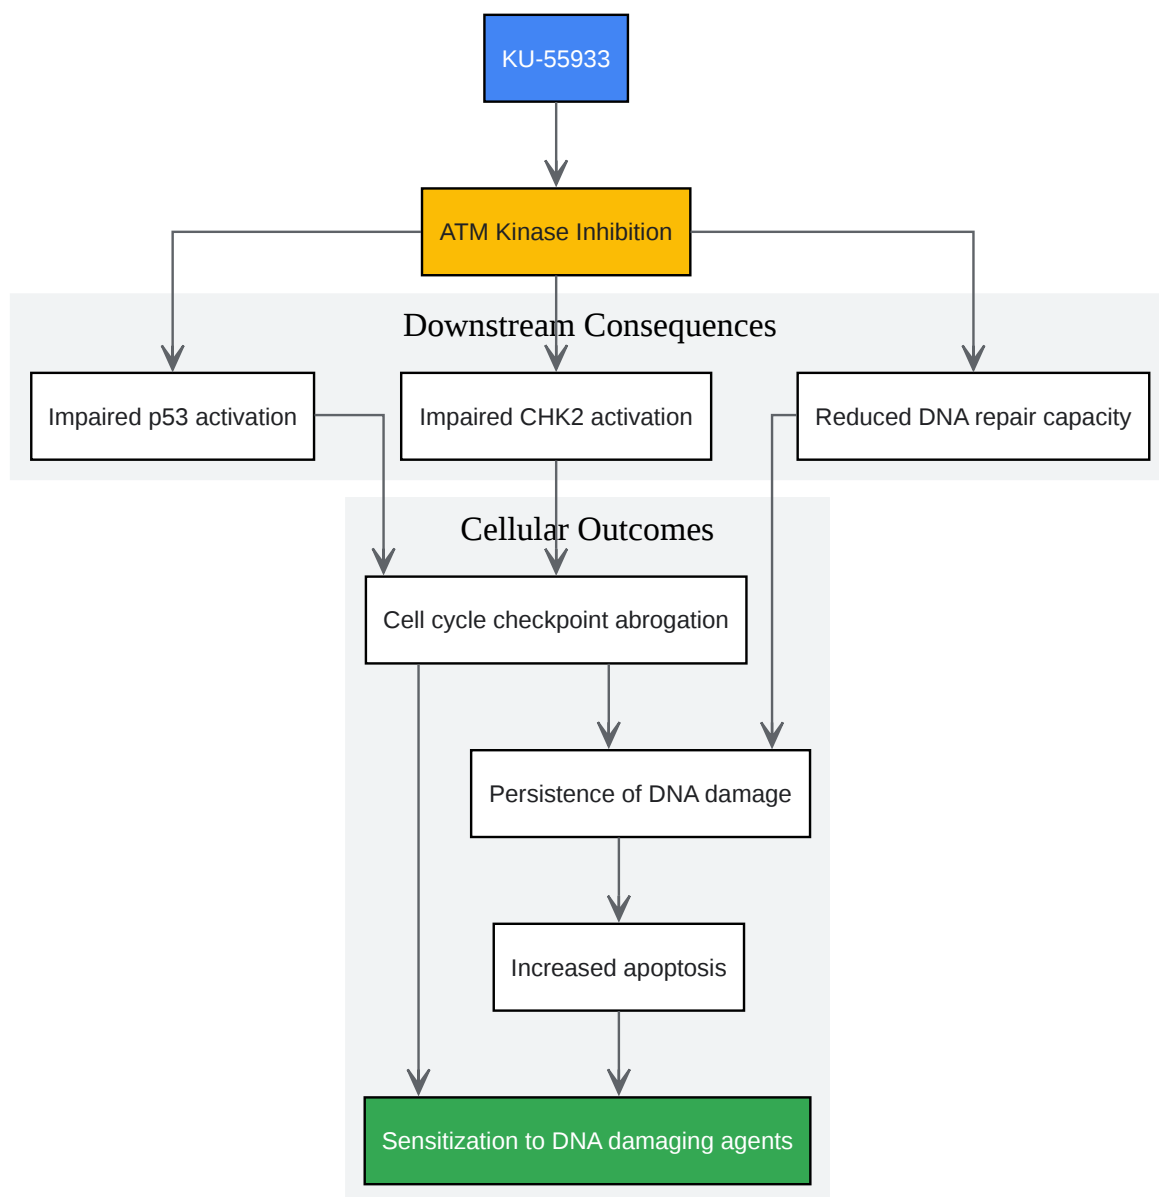 KU-55933
ATM Kinase Inhibition
Downstream Consequences
Impaired p53 activation
Impaired CHK2 activation
Reduced DNA repair capacity
Cellular Outcomes
Cell cycle checkpoint abrogation
Persistence of DNA damage
Increased apoptosis
Sensitization to DNA damaging agents